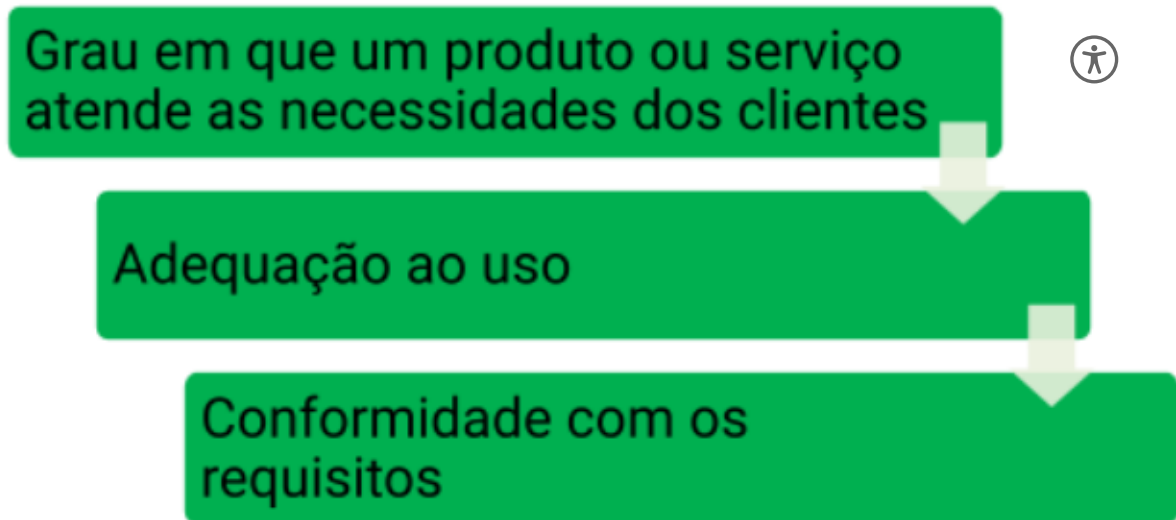 Grau em que um produto ou serviço
atende as necessidades dos clientes
Adequação ao uso
Conformidade com os
requisitos